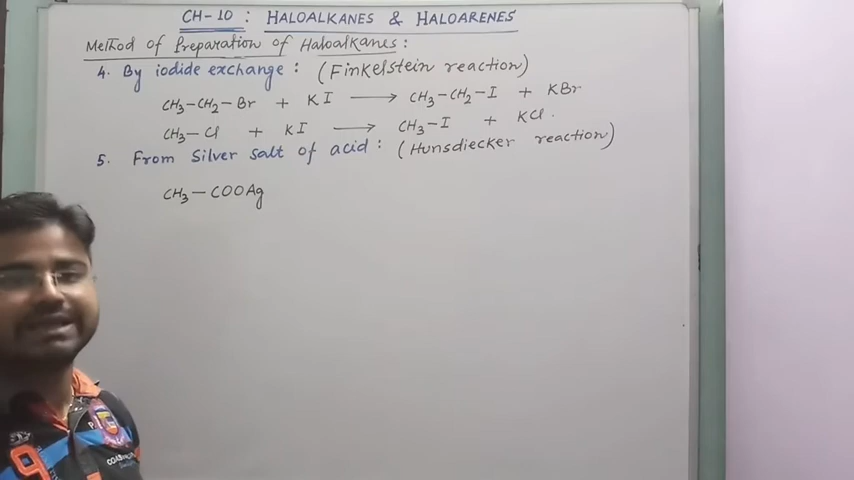 CH-10 : HALOALKANES & HALOARENES
Method of Preparation of Haloalkanes :
4. By iodide exchange : (Finkelstein reaction)
CH3-CH2-Br + KI → CH3-CH2-I + KBr
CH3-Cl + KI → CH3-I + KCl.
5. From Silver salt of acid : (Hunsdiecker reaction)
CH3-COOAg
9